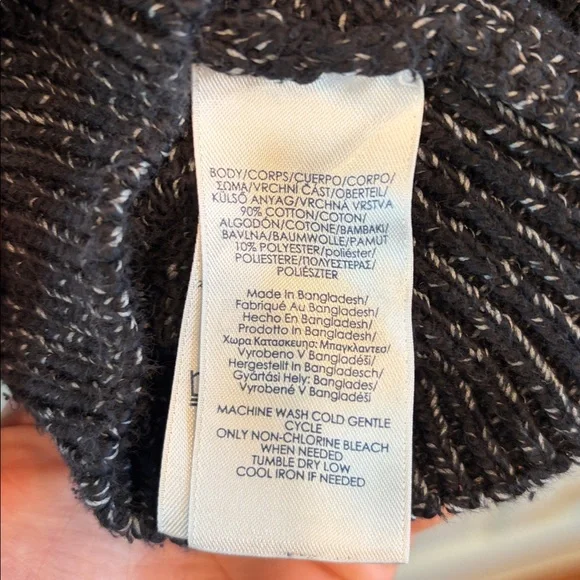 BODY/CORPS/CUERPO/CORPO/
ΣΩΜΑ/VRCHNÍ ČÁST/OBERTEIL/
KÜLSŐ ANYAG/VRCHNÁ VRSTVA
90% COTTON/COTON/
ALGODÓN/COTONE/BAMBAKI/
BAVLNA/BAUMWOLLE/PAMUT
10% POLYESTER/poliéster/
POLIESTERE/ΠΟΛΥΕΣΤΕΡΑΣ/
POLIÉSZTER
Made In Bangladesh/
Fabriqué Au Bangladesh/
Hecho En Bangladesh/
Prodotto In Bangladesh/
Χωρα Κατασκευησ: Μπαγκλαντεσ/
Vyrobeno V Bangladéši/
Hergestellt in Bangladesch/
Gyártási Hely: Banglades/
Vyrobené V Bangladéši
MACHINE WASH COLD GENTLE
CYCLE
ONLY NON-CHLORINE BLEACH
WHEN NEEDED
TUMBLE DRY LOW
COOL IRON IF NEEDED